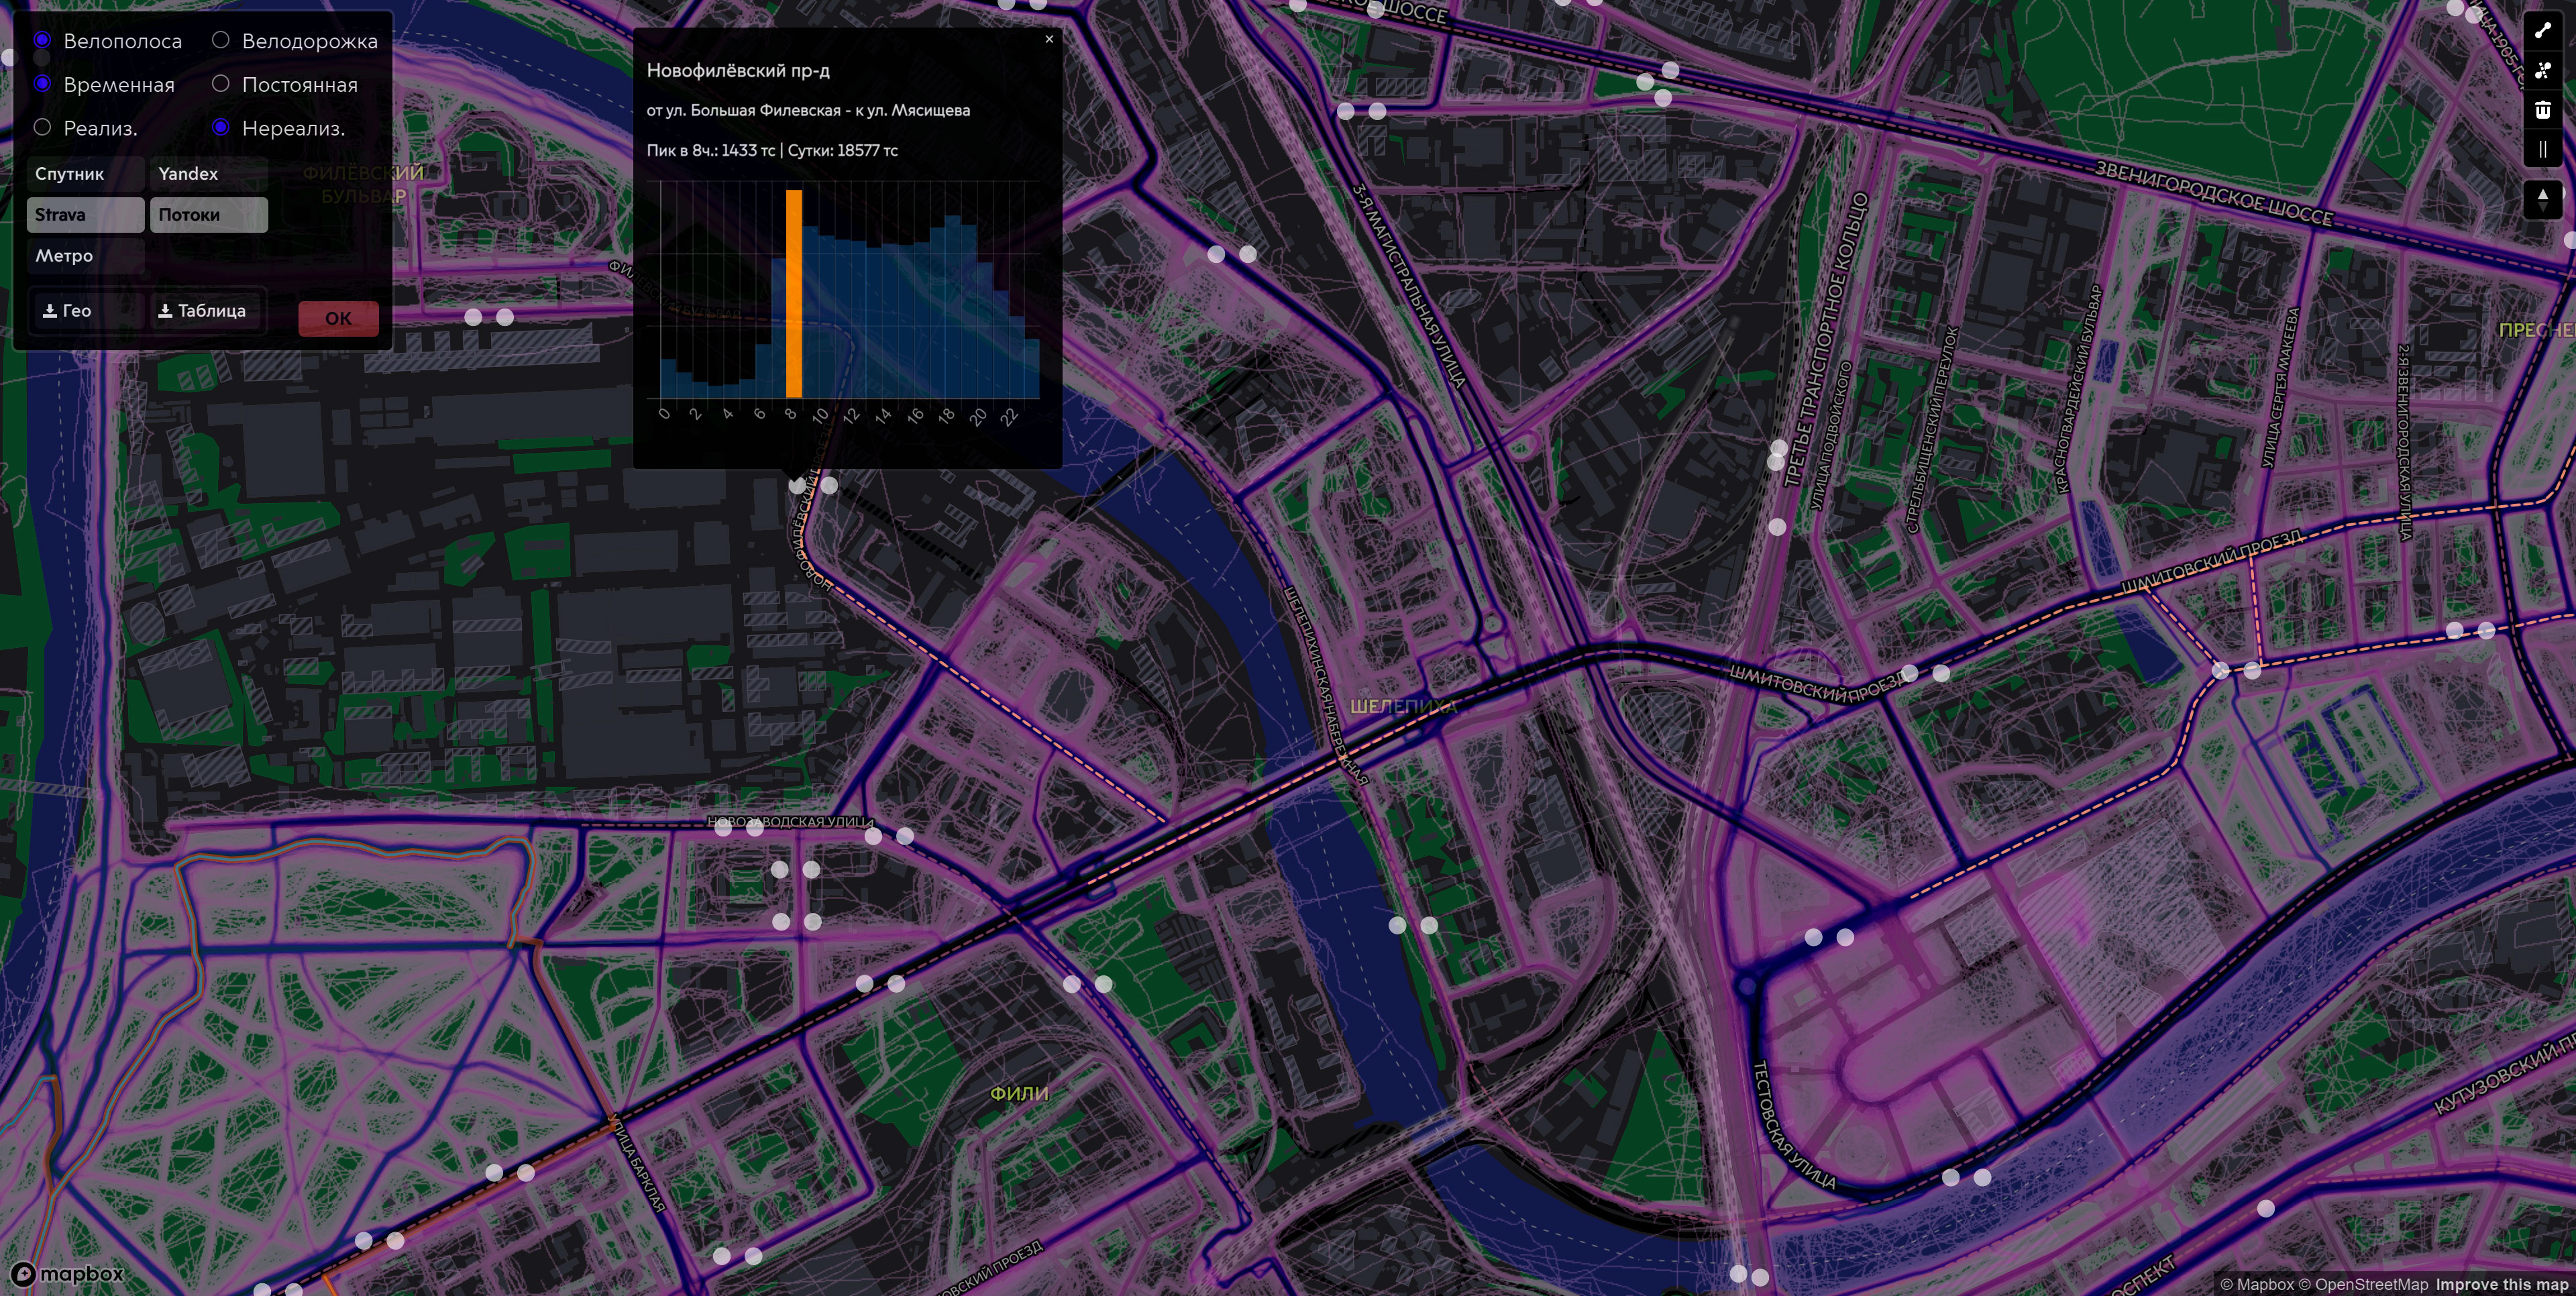 Велополоса
Велодорожка
Временная
Постоянная
Реализ.
Нереализ.
Спутник
Yandex
Strava
Потоки
Метро
Гео
Таблица
OK
ФИЛЁВСКИЙ
БУЛЬВАР
×
Новофилёвский пр-д
от ул. Большая Филевская - к ул. Мясищева
Пик в 8ч.: 1433 тс | Сутки: 18577 тс
0 2 4 6 8 10 12 14 16 18 20 22
ШОССЕ
ЗВЕНИГОРОДСКОЕ ШОССЕ
3-Я МАГИСТРАЛЬНАЯ УЛИЦА
ТРЕТЬЕ ТРАНСПОРТНОЕ КОЛЬЦО
УЛИЦА ПОДВОЙСКОГО
СТРЕЛЬБИЩЕНСКИЙ ПЕРЕУЛОК
КРАСНОГВАРДЕЙСКИЙ БУЛЬВАР
УЛИЦА СЕРГЕЯ МАКЕЕВА
2-Я ЗВЕНИГОРОДСКАЯ УЛИЦА
ПРЕСНЕ
ШМИТОВСКИЙ ПРОЕЗД
ШЕЛЕПИХИНСКАЯ НАБЕРЕЖНАЯ
ШЕЛЕПИХА
ШМИТОВСКИЙ ПРОЕЗД
НОВОЗАВОДСКАЯ УЛИЦА
ФИЛИ
УЛИЦА БАРКЛАЯ
ТЕСТОВСКАЯ УЛИЦА
КУТУЗОВСКИЙ
ОВСКИЙ ПРОЕЗД
СПЕКТ
mapbox
© Mapbox © OpenStreetMap Improve this map